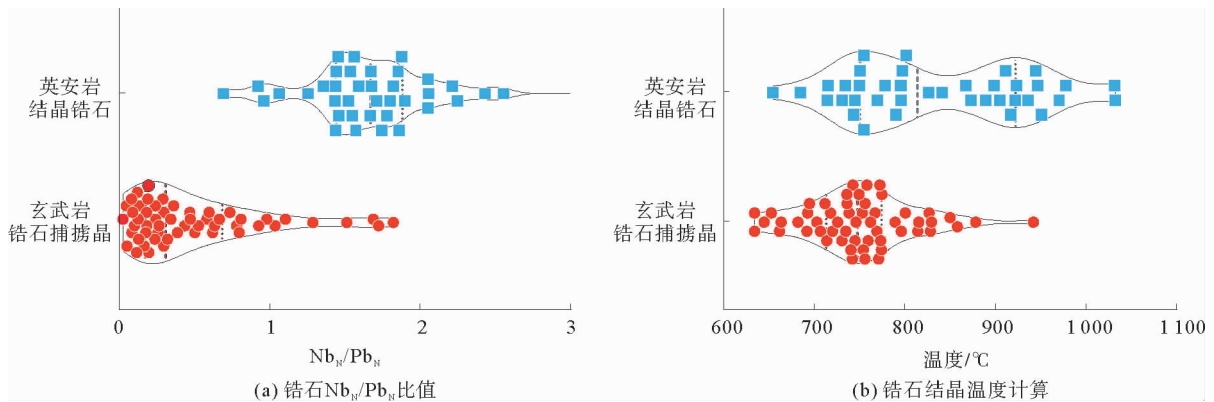 英安岩
结晶锆石
玄武岩
锆石捕掳晶
0 1 2 3
Nb_N/Pb_N
(a) 锆石Nb_N/Pb_N比值
英安岩
结晶锆石
玄武岩
锆石捕掳晶
600 700 800 900 1 000 1 100
温度/℃
(b) 锆石结晶温度计算